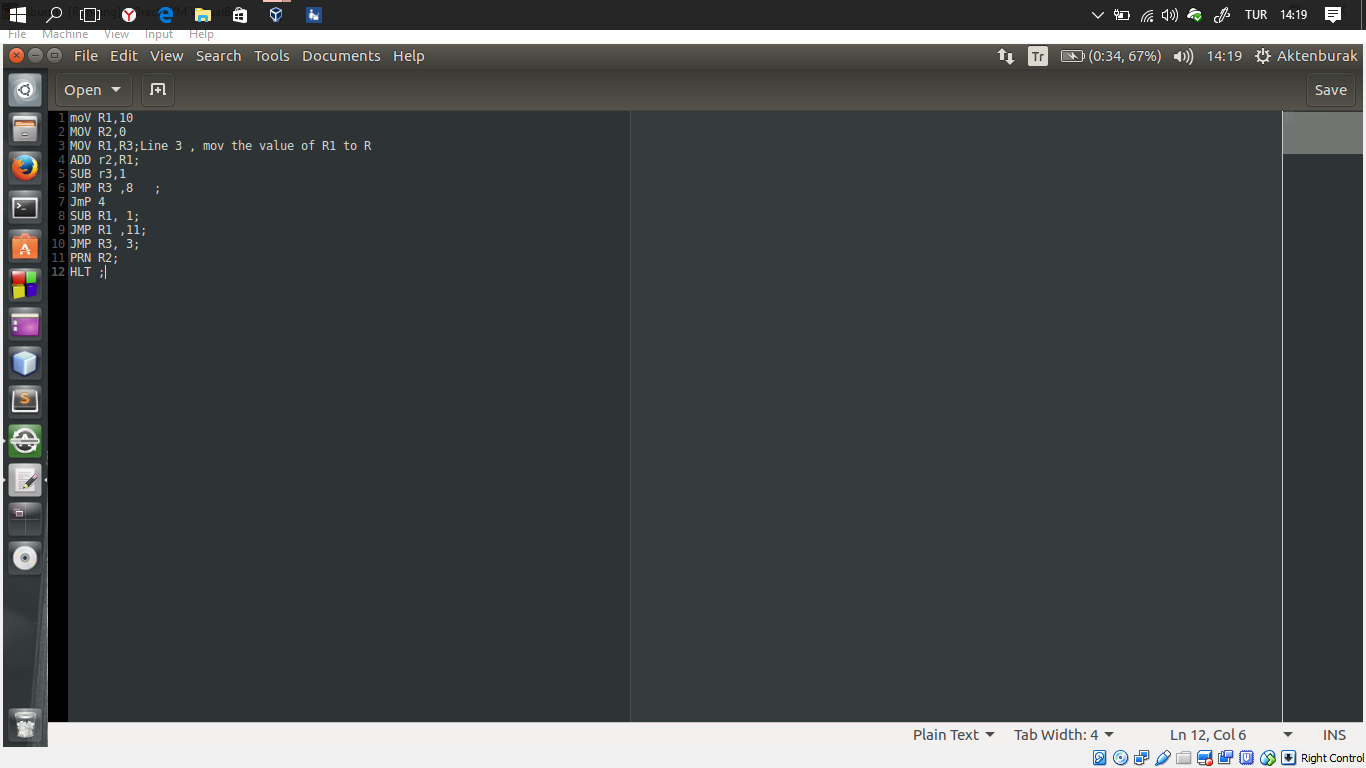 TUR 14:19
File Machine View Input Help
File Edit View Search Tools Documents Help Tr (0:34, 67%) 14:19 Aktenburak
Open Save
1 moV R1,10
2 MOV R2,0
3 MOV R1,R3;Line 3 , mov the value of R1 to R
4 ADD r2,R1;
5 SUB r3,1
6 JMP R3 ,8   ;
7 JmP 4
8 SUB R1, 1;
9 JMP R1 ,11;
10 JMP R3, 3;
11 PRN R2;
12 HLT ;
Plain Text Tab Width: 4 Ln 12, Col 6 INS
Right Control